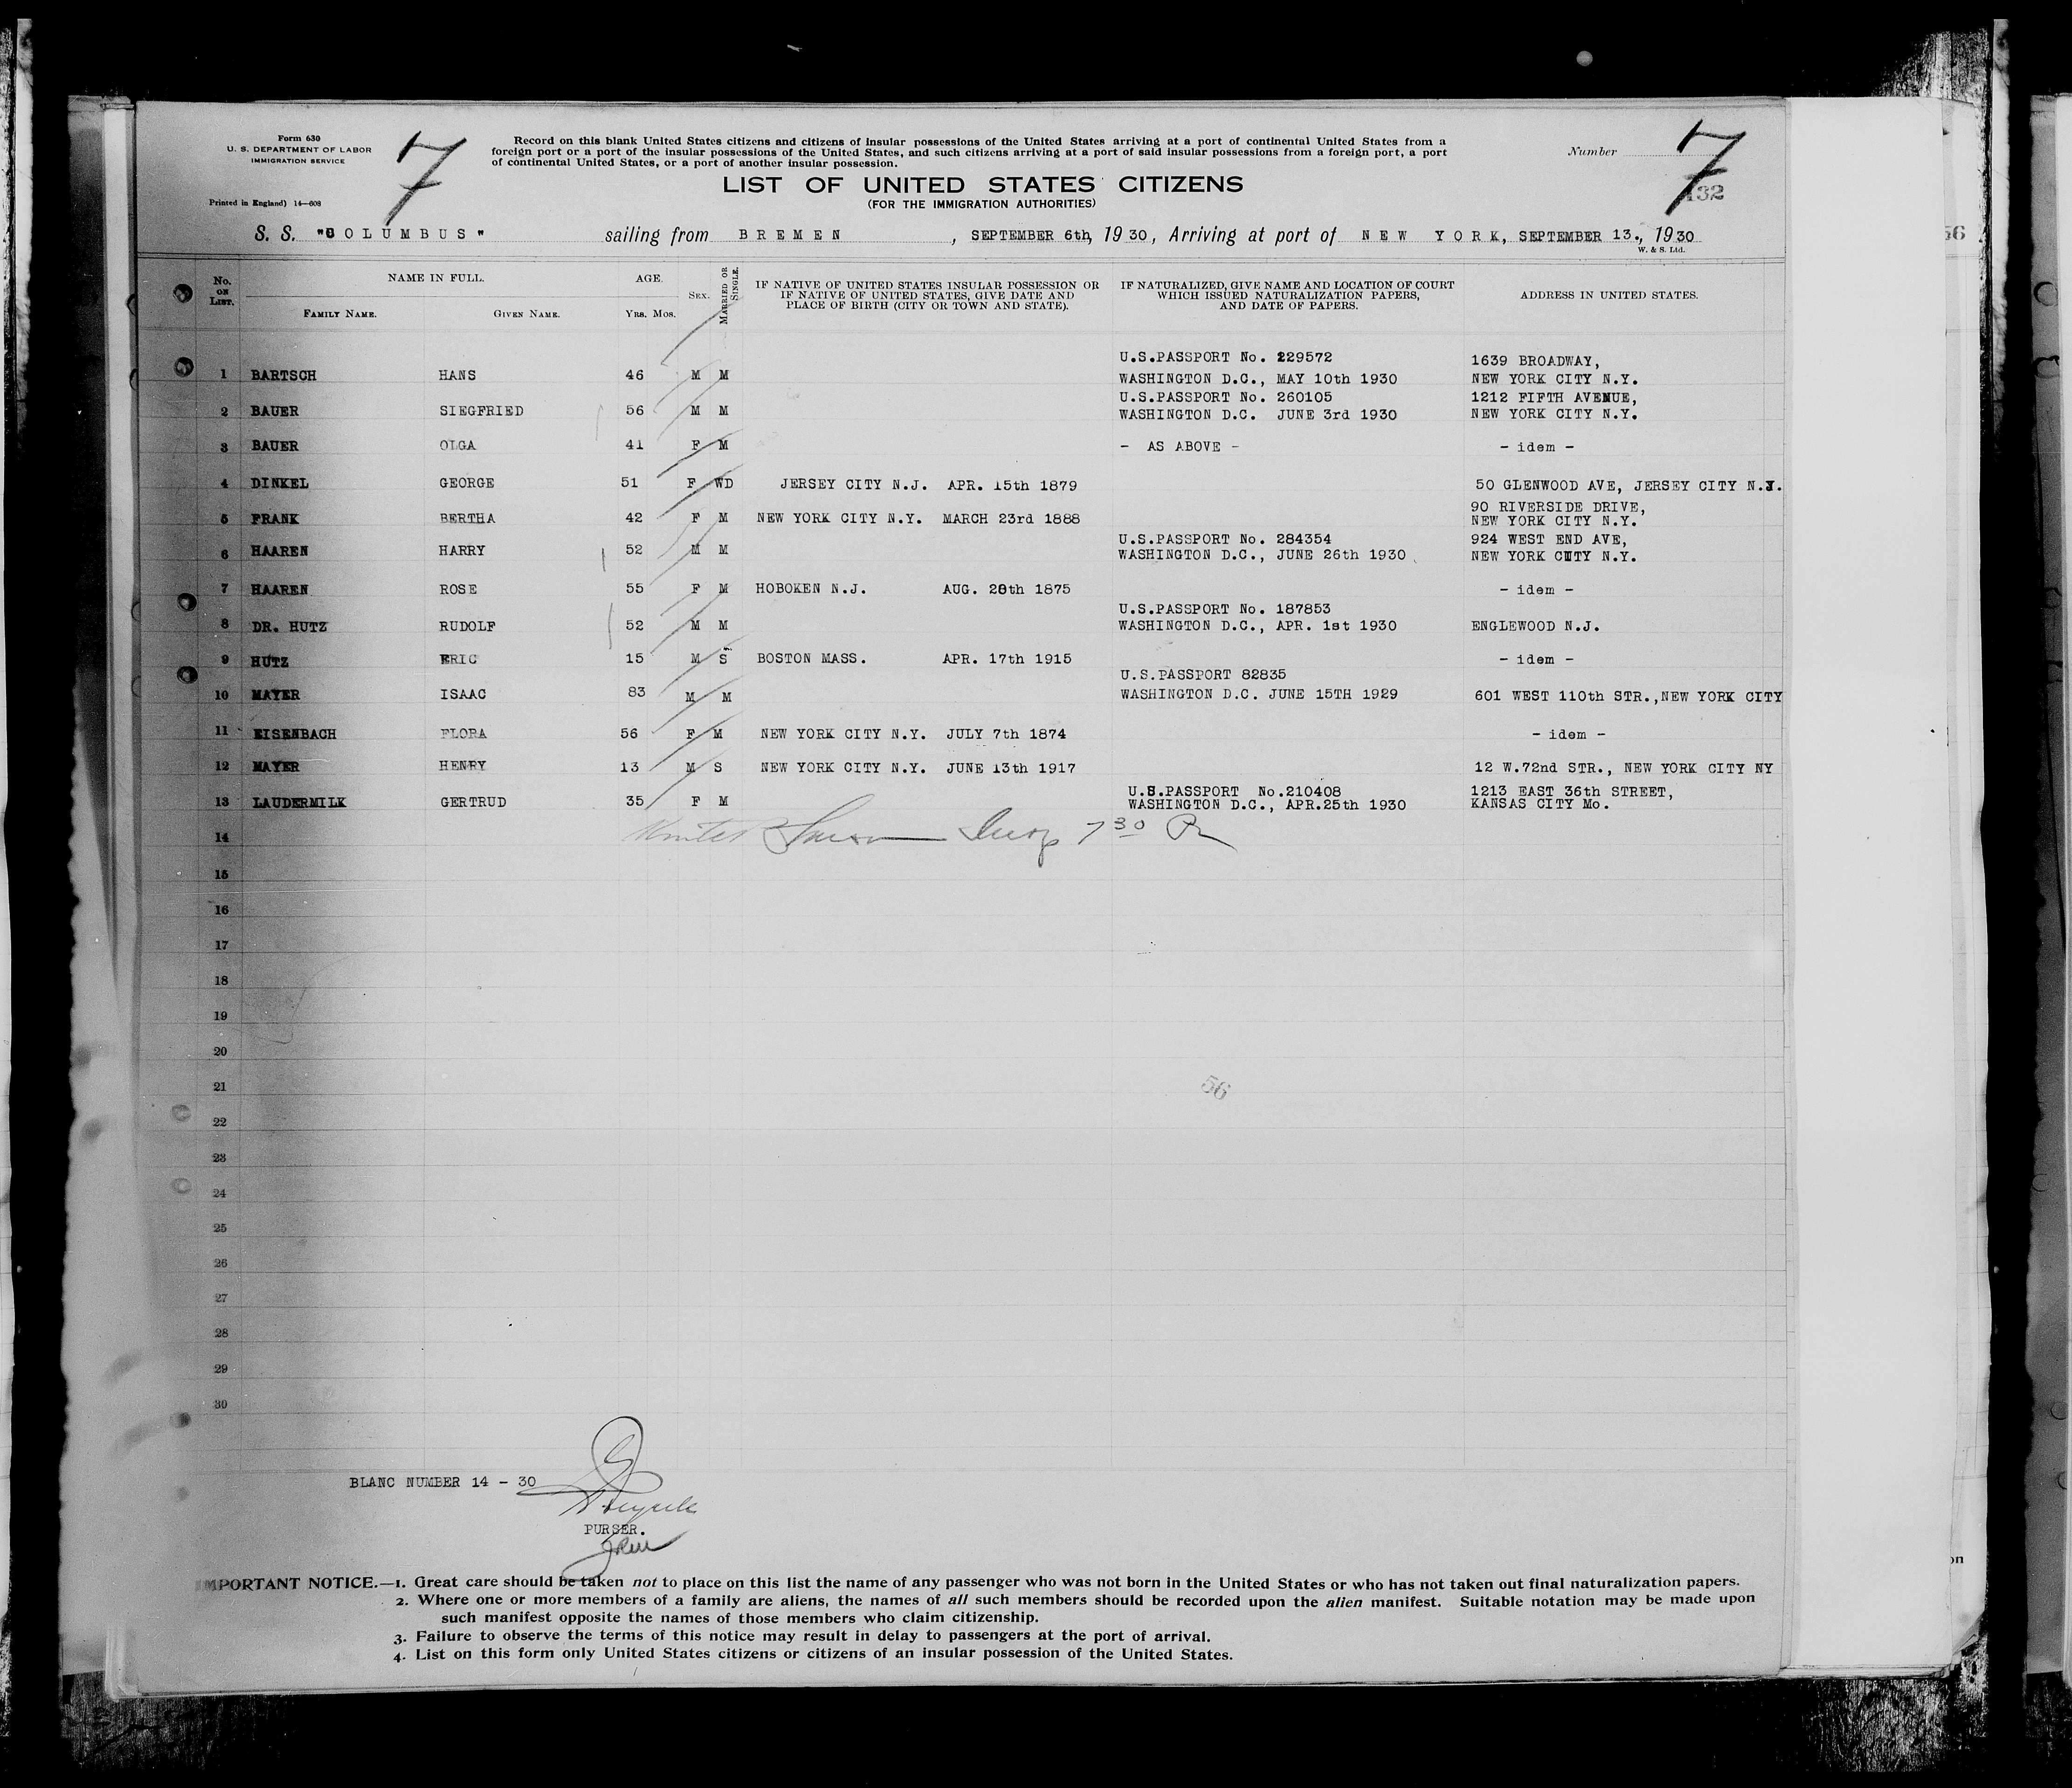 Form 630
U. S. DEPARTMENT OF LABOR
IMMIGRATION SERVICE
Printed in England) 14—608
7
Record on this blank United States citizens and citizens of insular possessions of the United States arriving at a port of continental United States from a
foreign port or a port of the insular possessions of the United States, and such citizens arriving at a port of said insular possessions from a foreign port, a port
of continental United States, or a port of another insular possession.
Number 7
132
LIST OF UNITED STATES CITIZENS
(FOR THE IMMIGRATION AUTHORITIES)
S. S. "COLUMBUS" sailing from BREMEN, SEPTEMBER 6th, 1930, Arriving at port of NEW YORK, SEPTEMBER 13., 1930
W. & S. Ltd.
56
No. ON LIST. NAME IN FULL. FAMILY NAME. GIVEN NAME. AGE. YRS. MOS. SEX. MARRIED OR SINGLE. IF NATIVE OF UNITED STATES INSULAR POSSESSION OR IF NATIVE OF UNITED STATES, GIVE DATE AND PLACE OF BIRTH (CITY OR TOWN AND STATE). IF NATURALIZED, GIVE NAME AND LOCATION OF COURT WHICH ISSUED NATURALIZATION PAPERS, AND DATE OF PAPERS. ADDRESS IN UNITED STATES.
U.S.PASSPORT No. 229572 1639 BROADWAY,
1 BARTSCH HANS 46 M M WASHINGTON D.C., MAY 10th 1930 NEW YORK CITY N.Y.
U.S.PASSPORT No. 260105 1212 FIFTH AVENUE,
2 BAUER SIEGFRIED 56 M M WASHINGTON D.C. JUNE 3rd 1930 NEW YORK CITY N.Y.
3 BAUER OLGA 41 F M - AS ABOVE - - idem -
4 DINKEL GEORGE 51 F WD JERSEY CITY N.J. APR. 15th 1879 50 GLENWOOD AVE, JERSEY CITY N.J.
90 RIVERSIDE DRIVE,
5 FRANK BERTHA 42 F M NEW YORK CITY N.Y. MARCH 23rd 1888 NEW YORK CITY N.Y.
U.S.PASSPORT No. 284354 924 WEST END AVE,
6 HAAREN HARRY 52 M M WASHINGTON D.C., JUNE 26th 1930 NEW YORK CITY N.Y.
7 HAAREN ROSE 55 F M HOBOKEN N.J. AUG. 28th 1875 - idem -
U.S.PASSPORT No. 187853
8 DR. HUTZ RUDOLF 52 M M WASHINGTON D.C., APR. 1st 1930 ENGLEWOOD N.J.
9 HUTZ ERIC 15 M S BOSTON MASS. APR. 17th 1915 - idem -
U.S.PASSPORT 82835
10 MAYER ISAAC 83 M M WASHINGTON D.C. JUNE 15TH 1929 601 WEST 110th STR.,NEW YORK CITY
11 EISENBACH FLORA 56 F M NEW YORK CITY N.Y. JULY 7th 1874 - idem -
12 MAYER HENRY 13 M S NEW YORK CITY N.Y. JUNE 13th 1917 12 W.72nd STR., NEW YORK CITY NY
U.S.PASSPORT No.210408 1213 EAST 36th STREET,
13 LAUDERMILK GERTRUD 35 F M WASHINGTON D.C., APR.25th 1930 KANSAS CITY Mo.
7 30
14
15
16
17
18
19
20
21
56
22
23
24
25
26
27
28
29
30
BLANC NUMBER 14 - 30
PURSER.
IMPORTANT NOTICE.—1. Great care should be taken not to place on this list the name of any passenger who was not born in the United States or who has not taken out final naturalization papers.
2. Where one or more members of a family are aliens, the names of all such members should be recorded upon the alien manifest. Suitable notation may be made upon
such manifest opposite the names of those members who claim citizenship.
3. Failure to observe the terms of this notice may result in delay to passengers at the port of arrival.
4. List on this form only United States citizens or citizens of an insular possession of the United States.